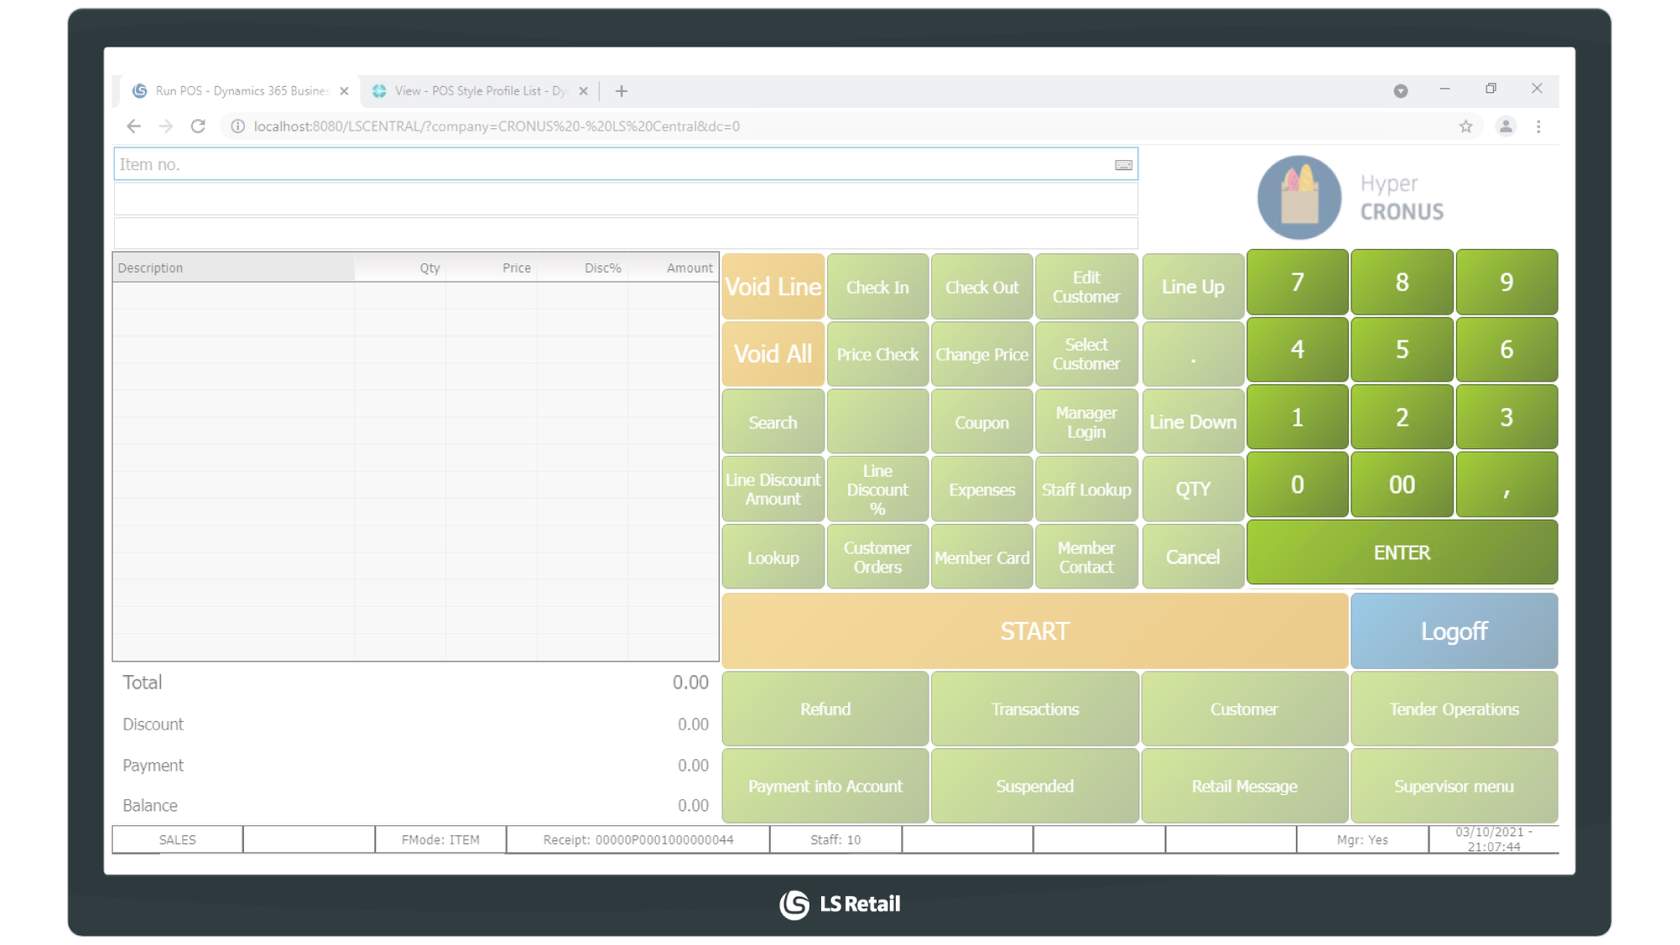 Run POS - Dynamics 365 Busines
View - POS Style Profile List - Dy
localhost:8080/LSCENTRAL/?company=CRONUS%20-%20LS%20Central&dc=0
Item no.
Hyper
CRONUS
Description Qty Price Disc% Amount
Void Line
Check In
Check Out
Edit
Customer
Line Up
7
8
9
Void All
Price Check
Change Price
Select
Customer
.
4
5
6
Search
Coupon
Manager
Login
Line Down
1
2
3
Line Discount
Amount
Line
Discount
%
Expenses
Staff Lookup
QTY
0
00
,
Lookup
Customer
Orders
Member Card
Member
Contact
Cancel
ENTER
START
Logoff
Total 0.00
Discount 0.00
Payment 0.00
Balance 0.00
Refund
Transactions
Customer
Tender Operations
Payment into Account
Suspended
Retail Message
Supervisor menu
SALES
FMode: ITEM
Receipt: 00000P0001000000044
Staff: 10
Mgr: Yes
03/10/2021 -
21:07:44
LS Retail